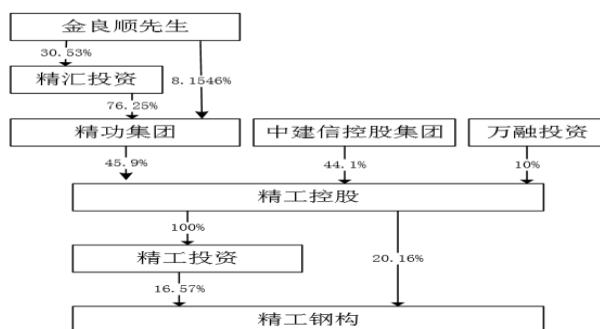 金良顺先生
30.53%
精汇投资
8.1546%
76.25%
精功集团
中建信控股集团
万融投资
45.9%
44.1%
10%
精工控股
100%
精工投资
20.16%
16.57%
精工钢构